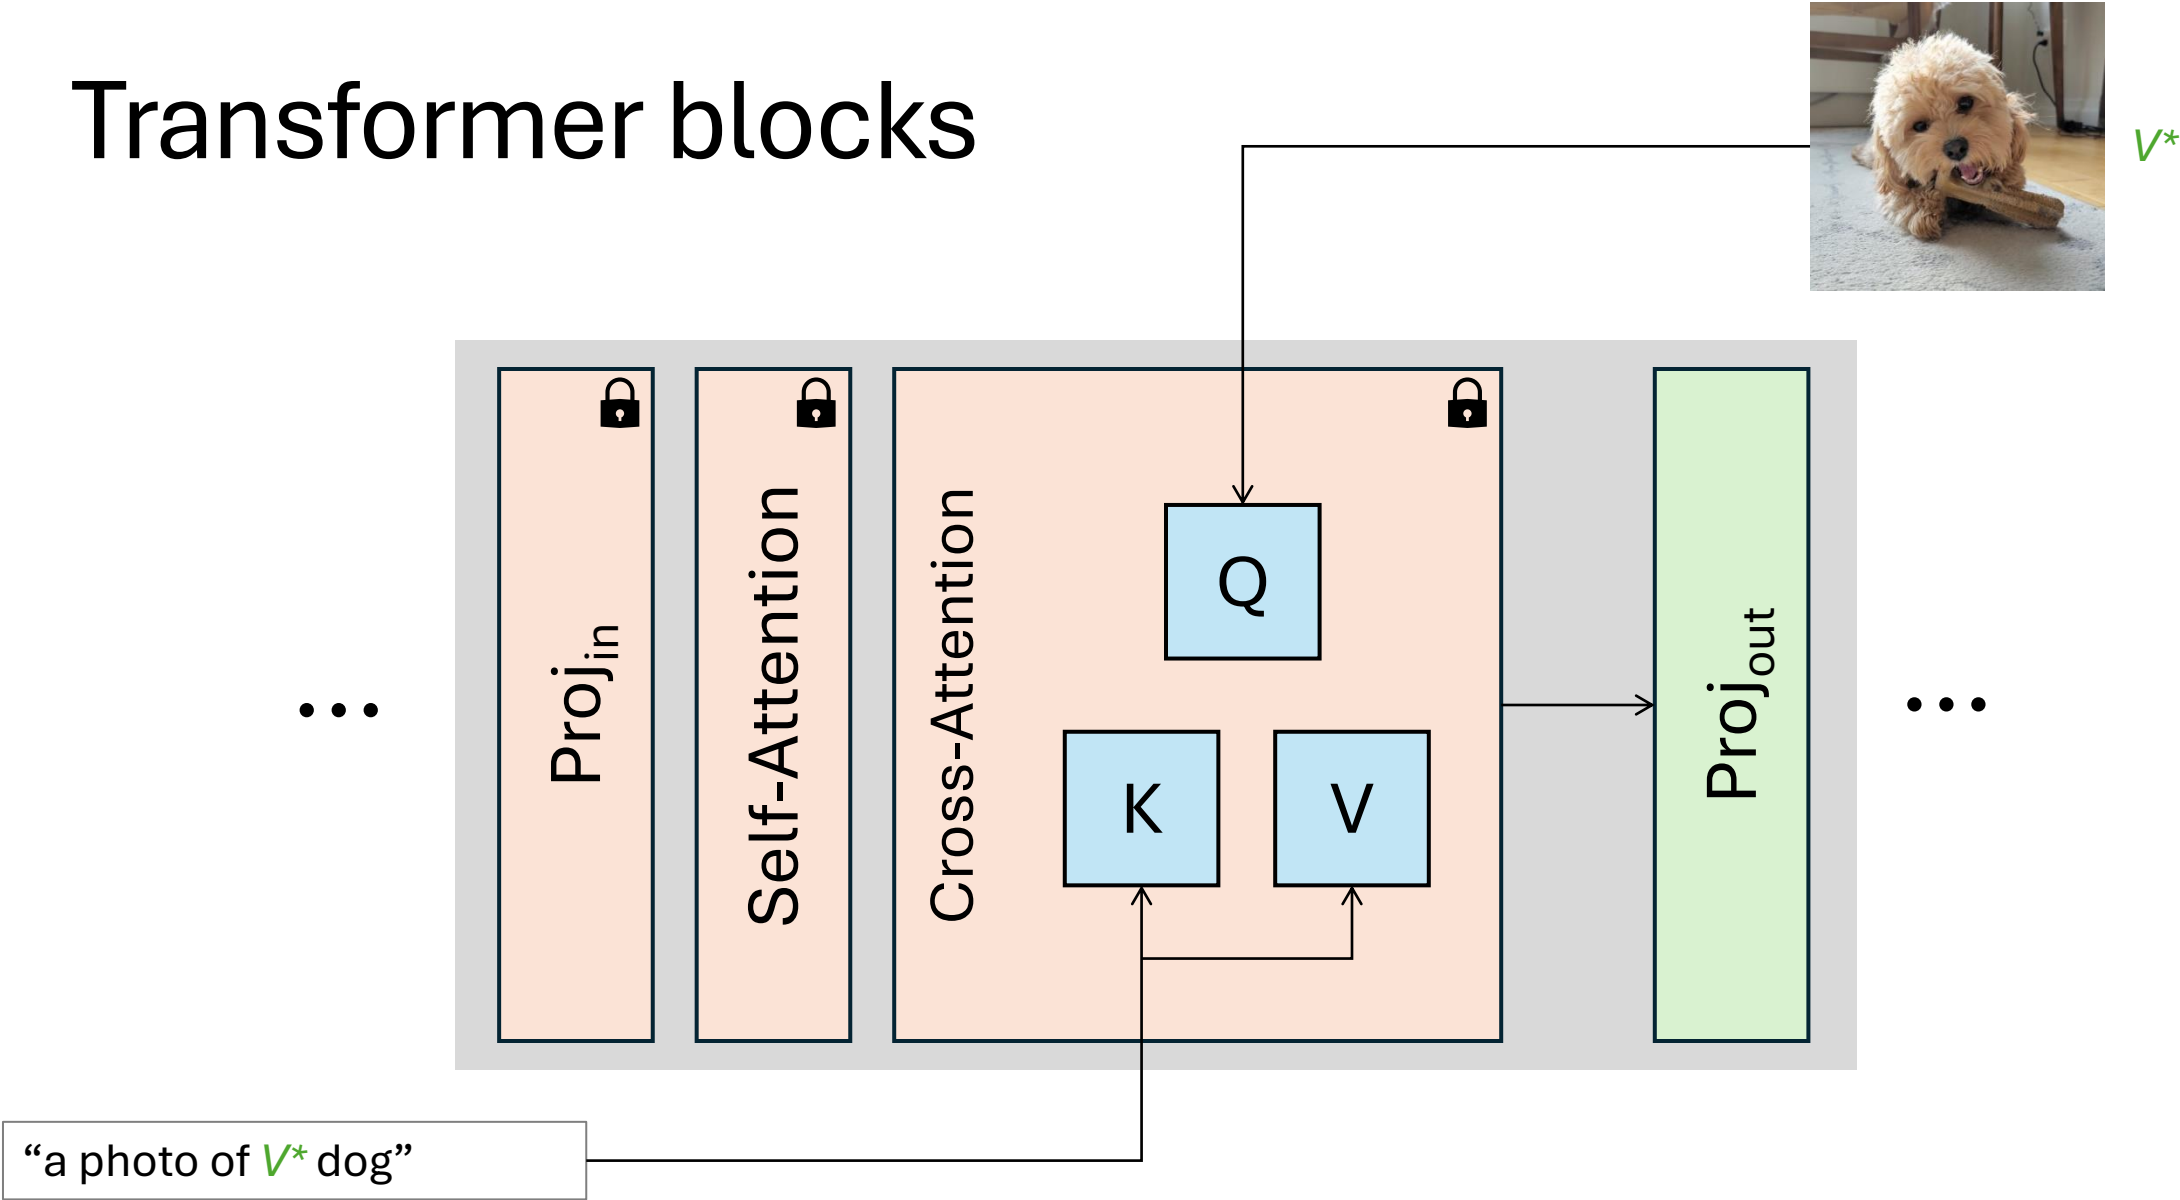 Transformer blocks
V*
Proj_in
Self-Attention
Cross-Attention
Q
K
V
Proj_out
...
...
“a photo of V* dog”